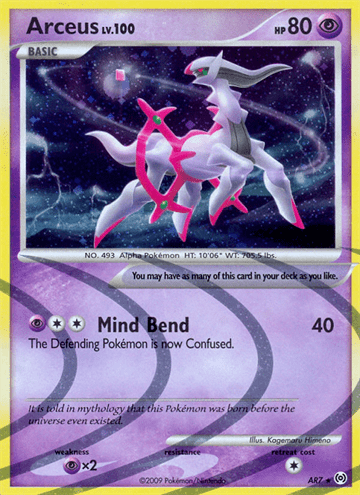 Arceus LV.100 HP 80
BASIC
NO. 493 Alpha Pokémon HT: 10'06" WT: 705.5 lbs.
You may have as many of this card in your deck as you like.
Mind Bend 40
The Defending Pokémon is now Confused.
It is told in mythology that this Pokémon was born before the
universe even existed.
Illus. Kagemaru Himeno
weakness resistance retreat cost
×2
©2009 Pokémon/Nintendo AR7 ★